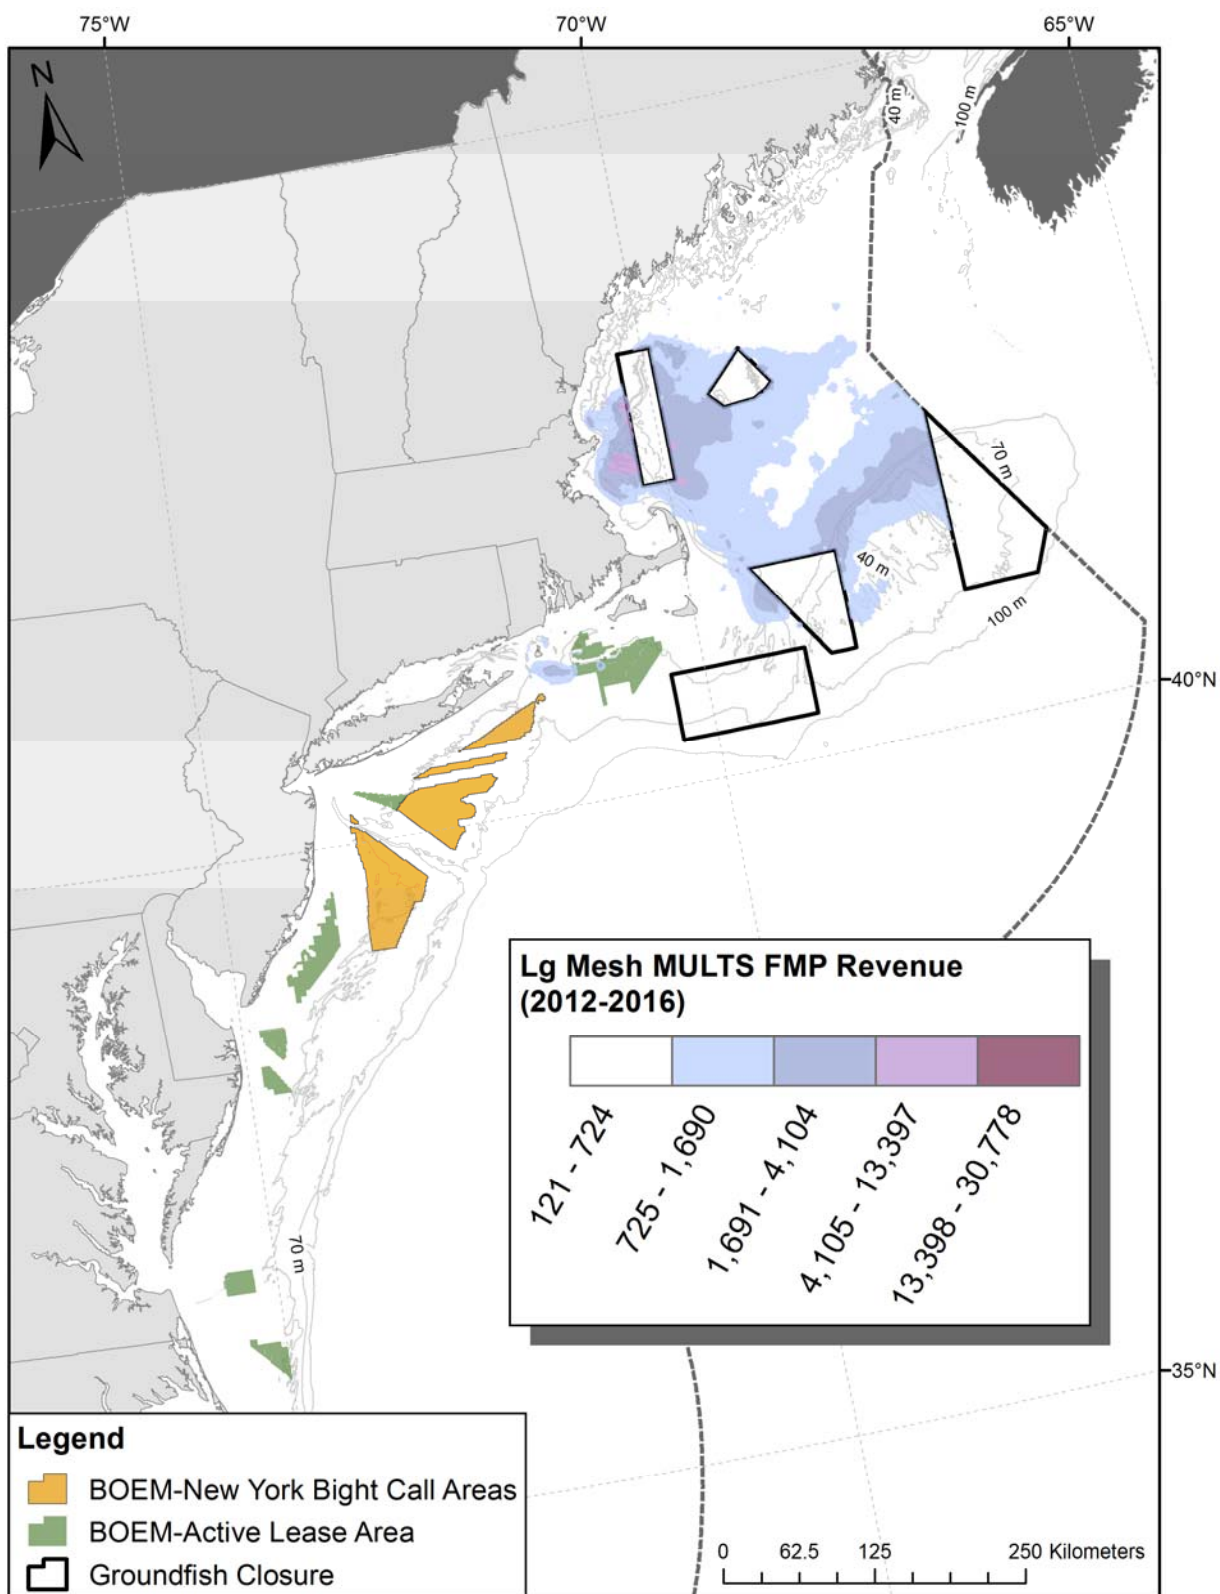 75°W
70°W
65°W
N
40 m
100 m
70 m
40 m
100 m
40°N
Lg Mesh MULTS FMP Revenue
(2012-2016)
121 - 724
725 - 1,690
1,691 - 4,104
4,105 - 13,397
13,398 - 30,778
70 m
35°N
Legend
BOEM-New York Bight Call Areas
BOEM-Active Lease Area
Groundfish Closure
0 62.5 125 250 Kilometers